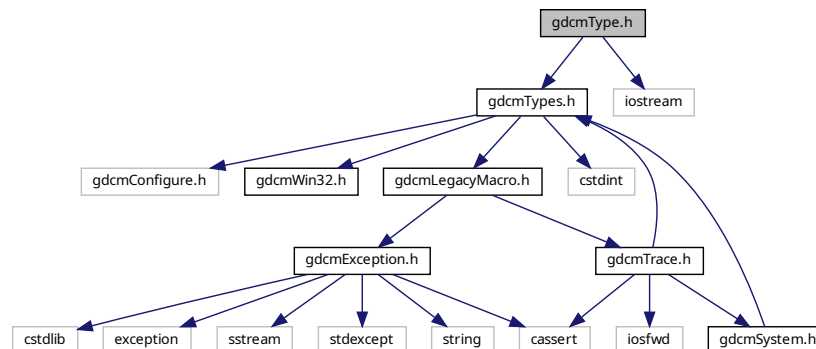 gdcmType.h
gdcmTypes.h
iostream
gdcmConfigure.h
gdcmWin32.h
gdcmLegacyMacro.h
cstdint
gdcmException.h
gdcmTrace.h
cstdlib
exception
sstream
stdexcept
string
cassert
iosfwd
gdcmSystem.h